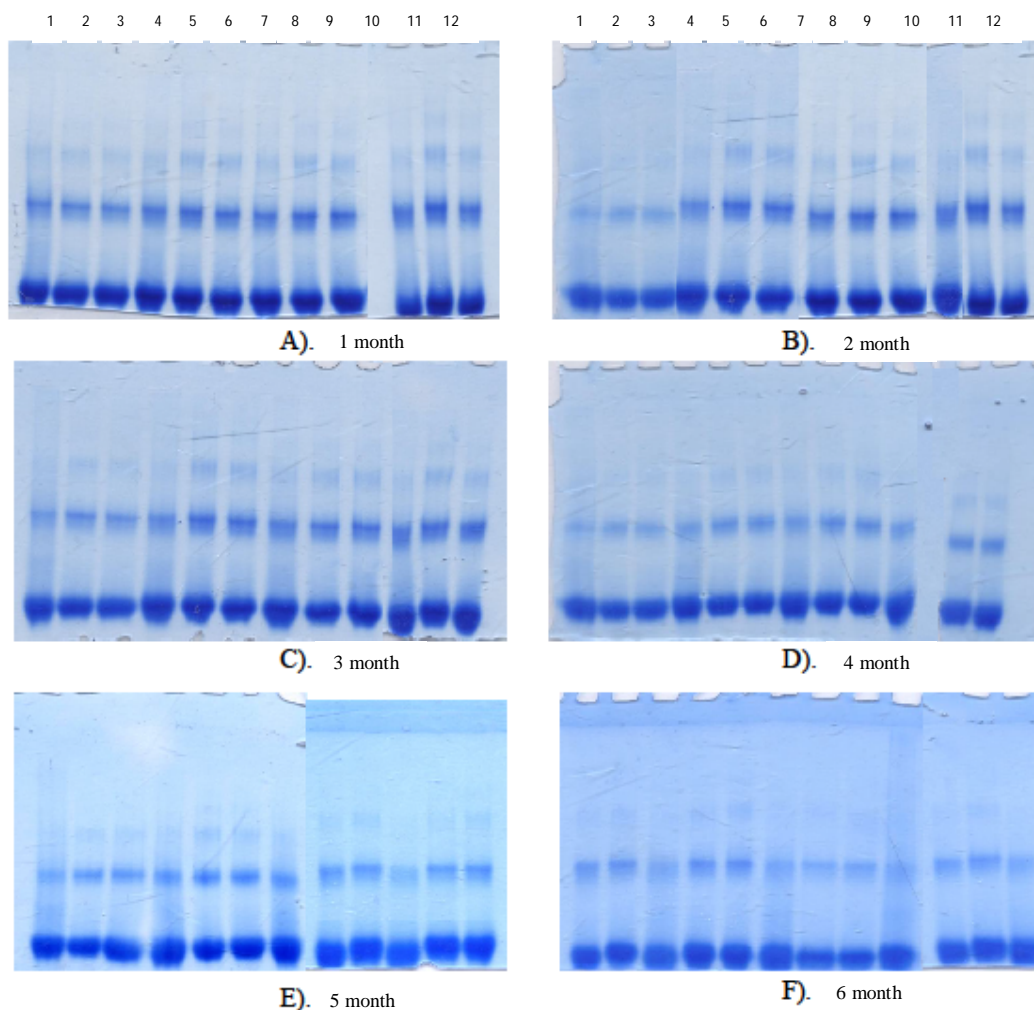 1 2 3 4 5 6 7 8 9 10 11 12
1 2 3 4 5 6 7 8 9 10 11 12
A). 1 month
B). 2 month
C). 3 month
D). 4 month
E). 5 month
F). 6 month